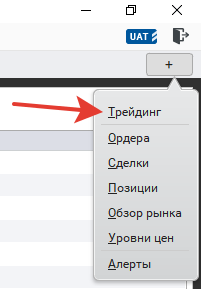 UAT
+
Трейдинг
Ордера
Сделки
Позиции
Обзор рынка
Уровни цен
Алерты